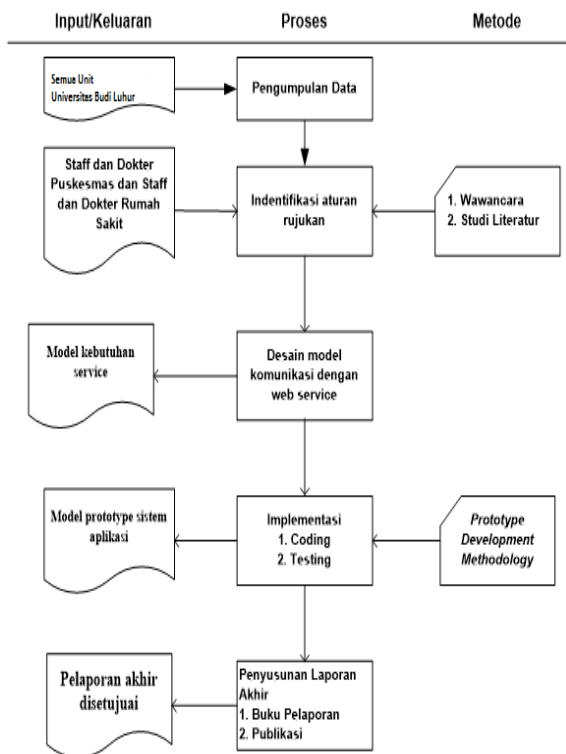 Input/Keluaran
Proses
Metode
Semua Unit
Universitas Budi Luhur
Pengumpulan Data
Staff dan Dokter
Puskesmas dan Staff
dan Dokter Rumah
Sakit
Indentifikasi aturan
rujukan
1. Wawancara
2. Studi Literatur
Model kebutuhan
service
Desain model
komunikasi dengan
web service
Model prototype sistem
aplikasi
Implementasi
1. Coding
2. Testing
Prototype
Development
Methodology
Pelaporan akhir
disetujuai
Penyusunan Laporan
Akhir
1. Buku Pelaporan
2. Publikasi